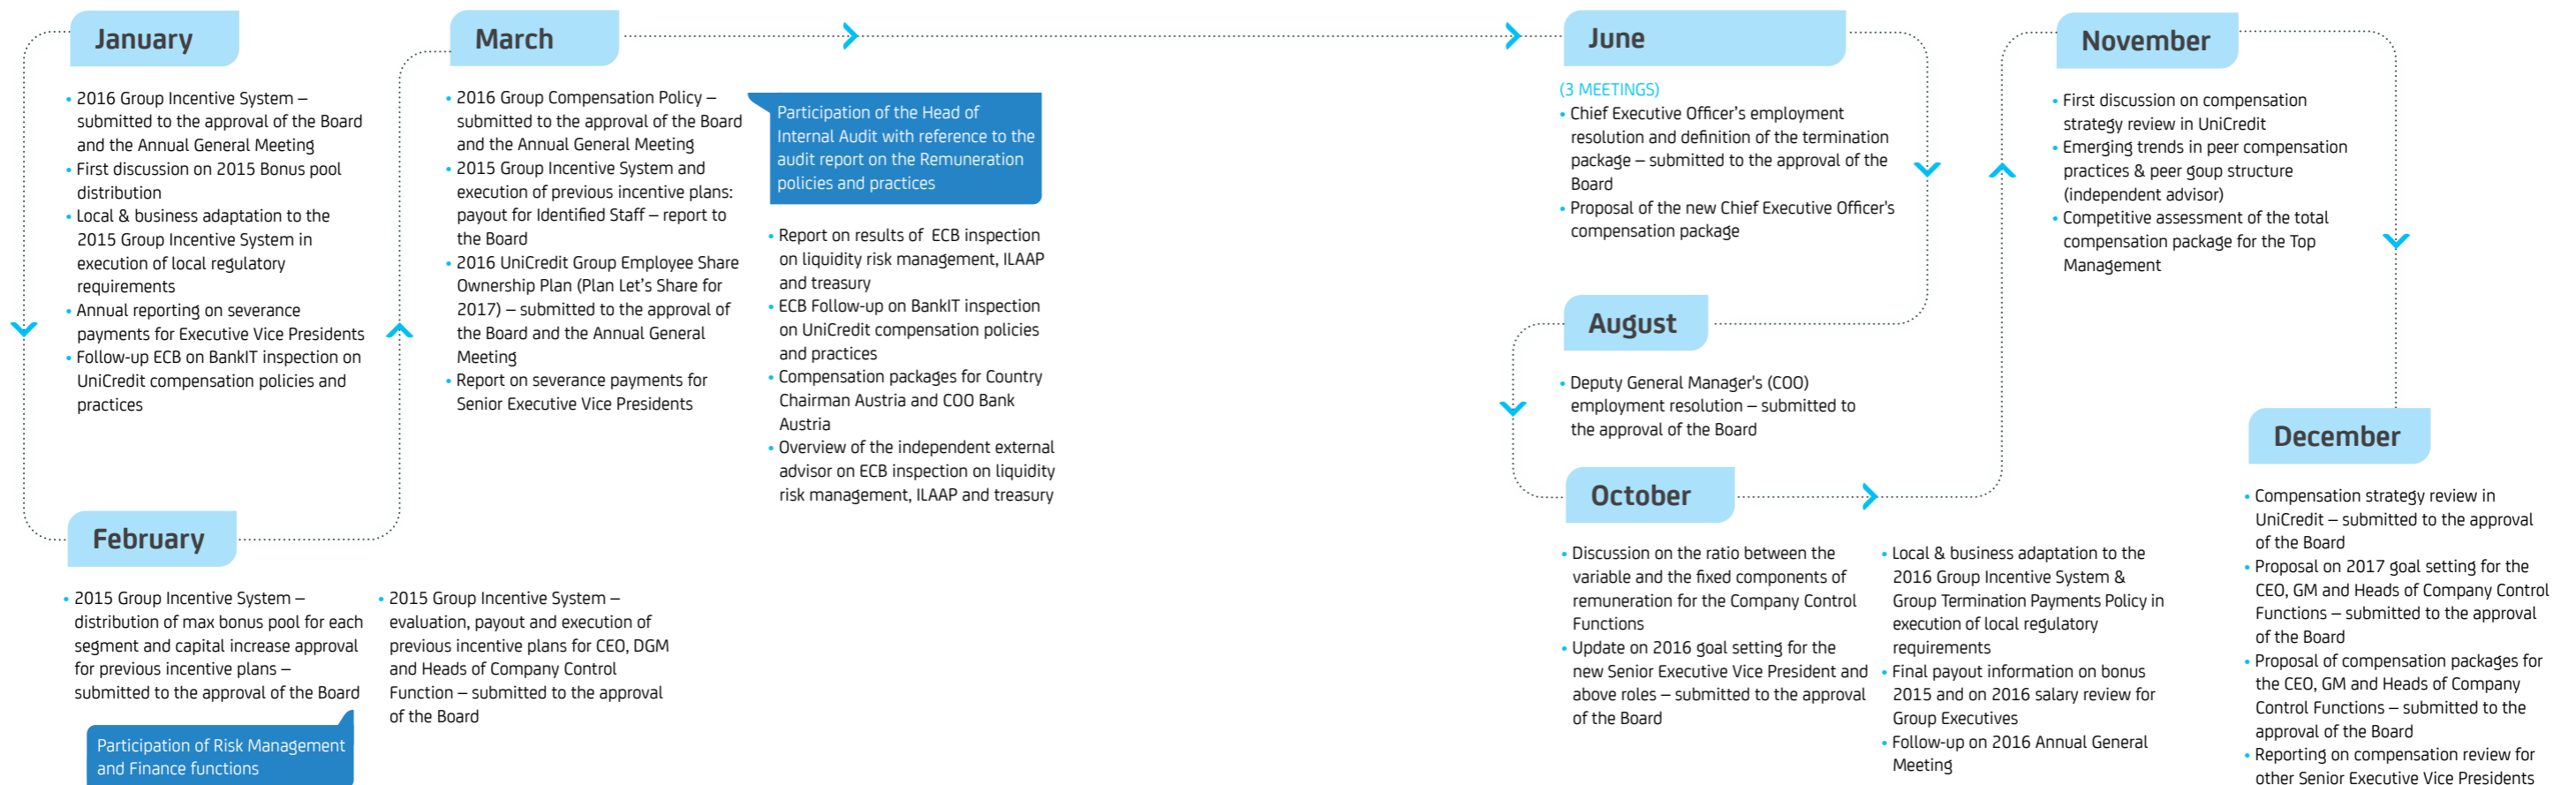 January
• 2016 Group Incentive System –
submitted to the approval of the Board
and the Annual General Meeting
• First discussion on 2015 Bonus pool
distribution
• Local & business adaptation to the
2015 Group Incentive System in
execution of local regulatory
requirements
• Annual reporting on severance
payments for Executive Vice Presidents
• Follow-up ECB on BankIT inspection on
UniCredit compensation policies and
practices
February
• 2015 Group Incentive System –
distribution of max bonus pool for each
segment and capital increase approval
for previous incentive plans –
submitted to the approval of the Board
Participation of Risk Management
and Finance functions
• 2015 Group Incentive System –
evaluation, payout and execution of
previous incentive plans for CEO, DGM
and Heads of Company Control
Function – submitted to the approval
of the Board
March
• 2016 Group Compensation Policy –
submitted to the approval of the Board
and the Annual General Meeting
• 2015 Group Incentive System and
execution of previous incentive plans:
payout for Identified Staff – report to
the Board
• 2016 UniCredit Group Employee Share
Ownership Plan (Plan Let's Share for
2017) – submitted to the approval of
the Board and the Annual General
Meeting
• Report on severance payments for
Senior Executive Vice Presidents
Participation of the Head of
Internal Audit with reference to the
audit report on the Remuneration
policies and practices
• Report on results of ECB inspection
on liquidity risk management, ILAAP
and treasury
• ECB Follow-up on BankIT inspection
on UniCredit compensation policies
and practices
• Compensation packages for Country
Chairman Austria and COO Bank
Austria
• Overview of the independent external
advisor on ECB inspection on liquidity
risk management, ILAAP and treasury
June
(3 MEETINGS)
• Chief Executive Officer's employment
resolution and definition of the termination
package – submitted to the approval of the
Board
• Proposal of the new Chief Executive Officer's
compensation package
August
• Deputy General Manager's (COO)
employment resolution – submitted to
the approval of the Board
October
• Discussion on the ratio between the
variable and the fixed components of
remuneration for the Company Control
Functions
• Update on 2016 goal setting for the
new Senior Executive Vice President and
above roles – submitted to the approval
of the Board
• Local & business adaptation to the
2016 Group Incentive System &
Group Termination Payments Policy in
execution of local regulatory
requirements
• Final payout information on bonus
2015 and on 2016 salary review for
Group Executives
• Follow-up on 2016 Annual General
Meeting
November
• First discussion on compensation
strategy review in UniCredit
• Emerging trends in peer compensation
practices & peer goup structure
(independent advisor)
• Competitive assessment of the total
compensation package for the Top
Management
December
• Compensation strategy review in
UniCredit – submitted to the approval
of the Board
• Proposal on 2017 goal setting for the
CEO, GM and Heads of Company Control
Functions – submitted to the approval
of the Board
• Proposal of compensation packages for
the CEO, GM and Heads of Company
Control Functions – submitted to the
approval of the Board
• Reporting on compensation review for
other Senior Executive Vice Presidents